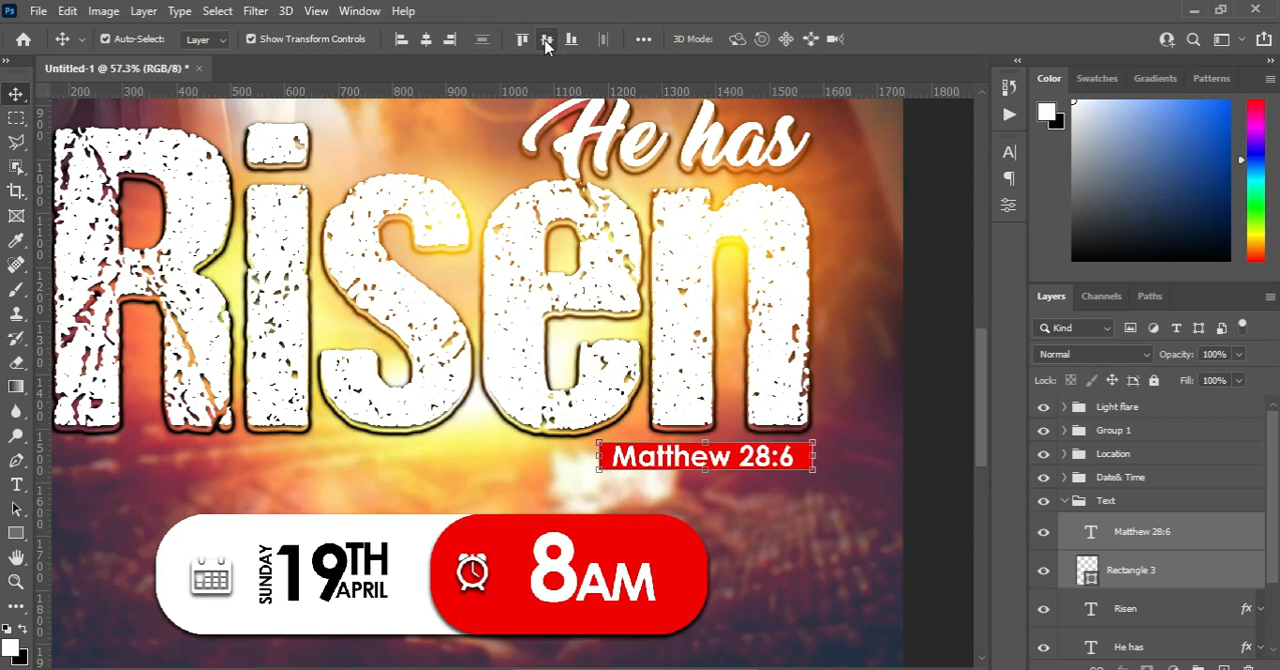 Ps File Edit Image Layer Type Select Filter 3D View Window Help
Auto-Select: Layer Show Transform Controls 3D Mode:
Untitled-1 @ 57.3% (RGB/8) *
200 300 400 500 600 700 800 900 1000 1100 1200 1300 1400 1500 1600 1700 1800
Color Swatches Gradients Patterns
He has
Risen
Matthew 28:6
SUNDAY
19TH
APRIL
8AM
Layers Channels Paths
Kind
Normal Opacity: 100%
Lock: Fill: 100%
Light flare
Group 1
Location
Date& Time
Text
T Matthew 28:6
Rectangle 3
T Risen fx
T He has fx